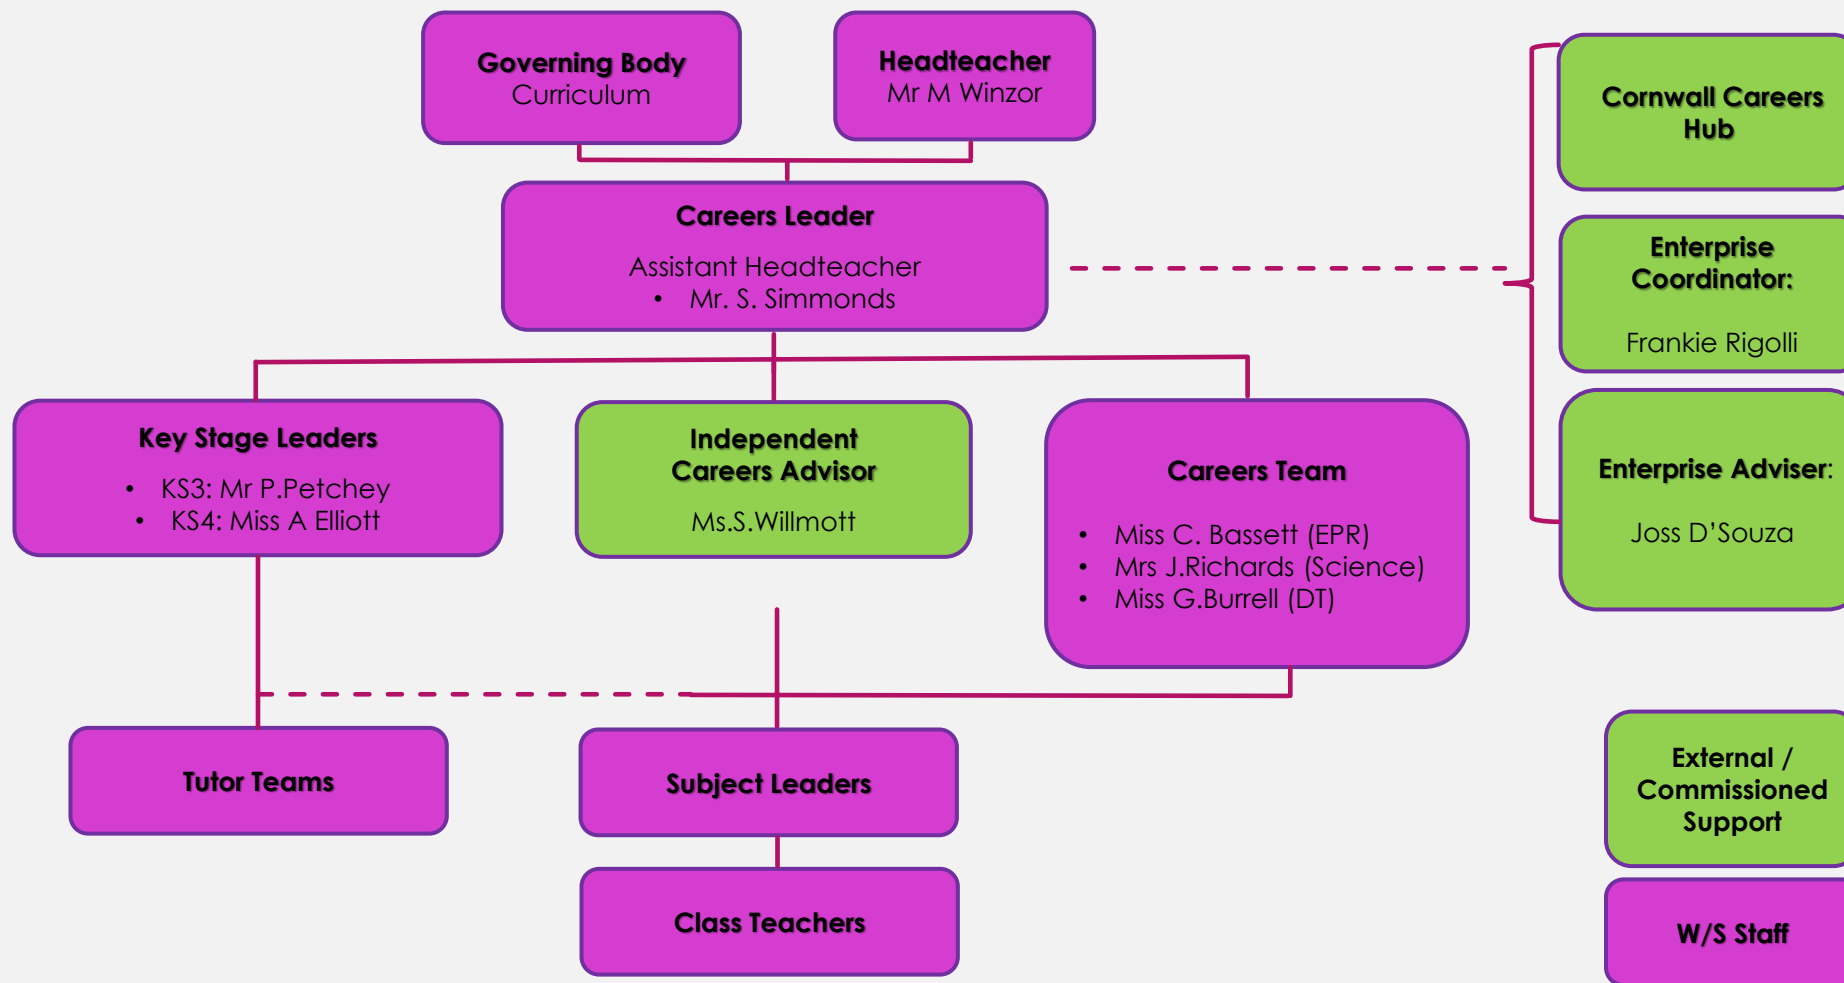 Governing Body
Curriculum
Headteacher
Mr M Winzor
Cornwall Careers
Hub
Careers Leader
Assistant Headteacher
• Mr. S. Simmonds
Enterprise
Coordinator:
Frankie Rigolli
Key Stage Leaders
• KS3: Mr P.Petchey
• KS4: Miss A Elliott
Independent
Careers Advisor
Ms.S.Willmott
Careers Team
• Miss C. Bassett (EPR)
• Mrs J.Richards (Science)
• Miss G.Burrell (DT)
Enterprise Adviser:
Joss D’Souza
Tutor Teams
Subject Leaders
Class Teachers
External /
Commissioned
Support
W/S Staff